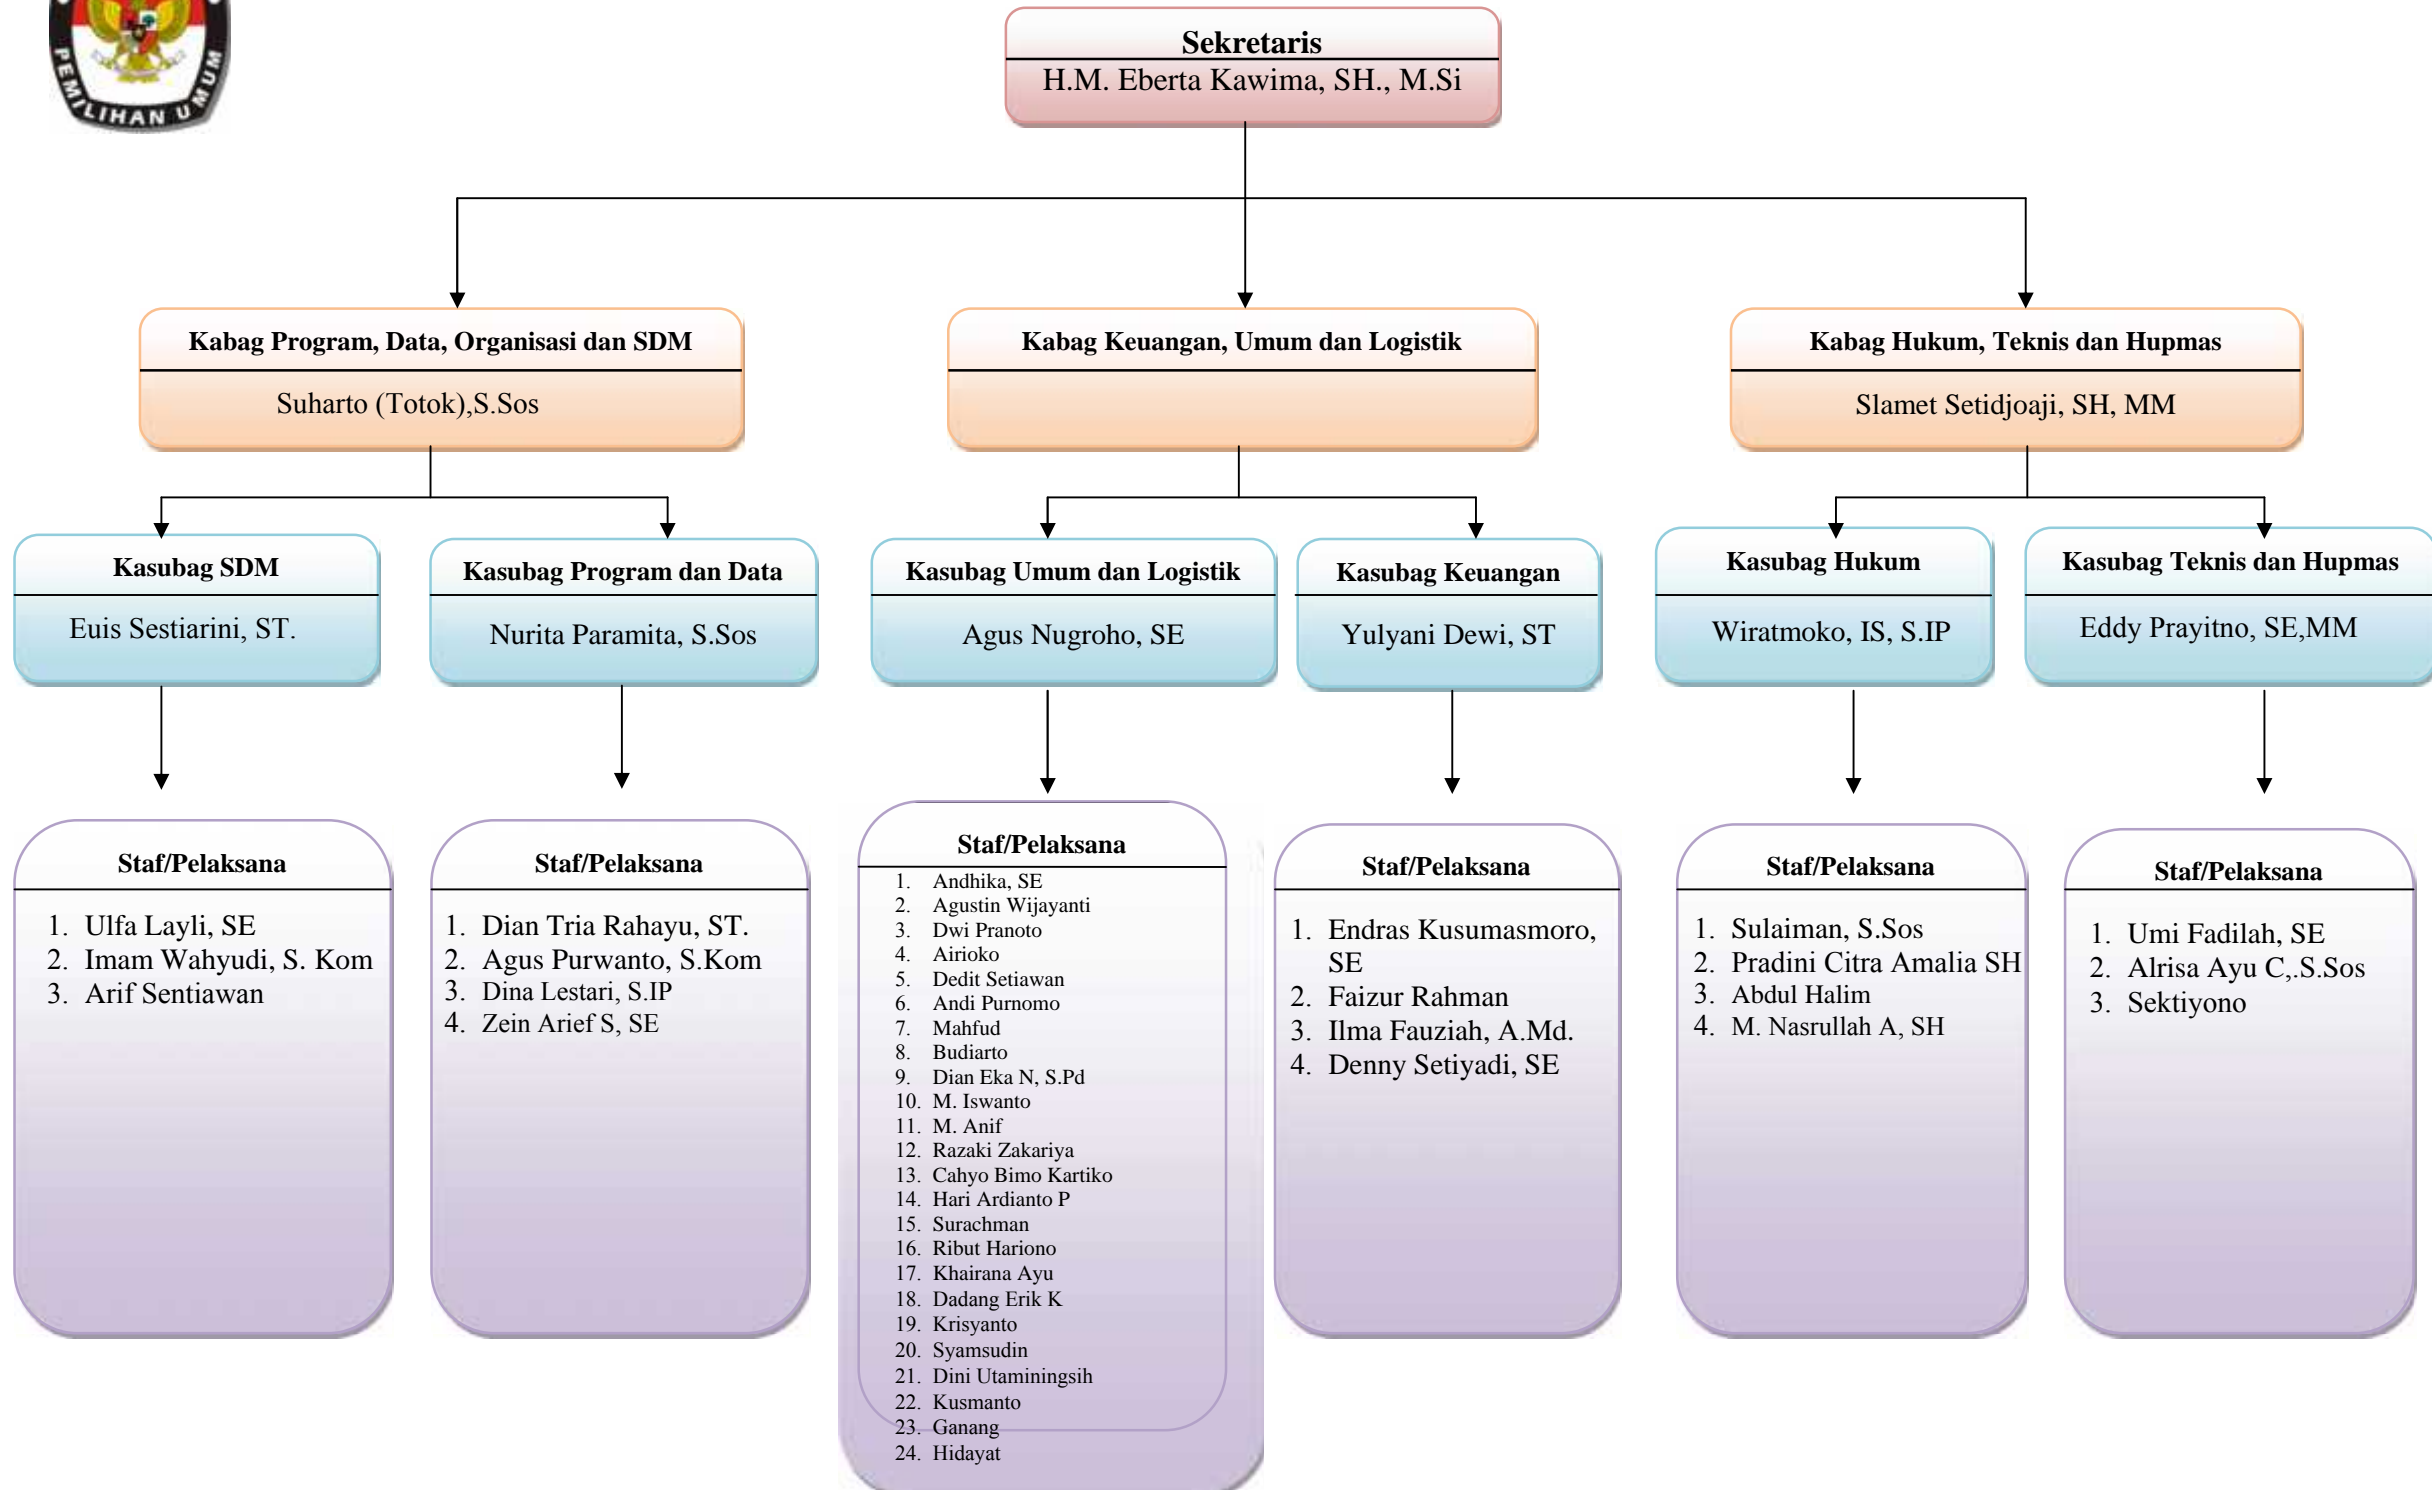 PEMILIHAN UMUM
Sekretaris
H.M. Eberta Kawima, SH., M.Si
Kabag Program, Data, Organisasi dan SDM
Suharto (Totok),S.Sos
Kabag Keuangan, Umum dan Logistik
Kabag Hukum, Teknis dan Hupmas
Slamet Setidjoaji, SH, MM
Kasubag SDM
Euis Sestiarini, ST.
Kasubag Program dan Data
Nurita Paramita, S.Sos
Kasubag Umum dan Logistik
Agus Nugroho, SE
Kasubag Keuangan
Yulyani Dewi, ST
Kasubag Hukum
Wiratmoko, IS, S.IP
Kasubag Teknis dan Hupmas
Eddy Prayitno, SE,MM
Staf/Pelaksana
1. Ulfa Layli, SE
2. Imam Wahyudi, S. Kom
3. Arif Sentiawan
Staf/Pelaksana
1. Dian Tria Rahayu, ST.
2. Agus Purwanto, S.Kom
3. Dina Lestari, S.IP
4. Zein Arief S, SE
Staf/Pelaksana
1. Andhika, SE
2. Agustin Wijayanti
3. Dwi Pranoto
4. Airioko
5. Dedit Setiawan
6. Andi Purnomo
7. Mahfud
8. Budiarto
9. Dian Eka N, S.Pd
10. M. Iswanto
11. M. Anif
12. Razaki Zakariya
13. Cahyo Bimo Kartiko
14. Hari Ardianto P
15. Surachman
16. Ribut Hariono
17. Khairana Ayu
18. Dadang Erik K
19. Krisyanto
20. Syamsudin
21. Dini Utaminingsih
22. Kusmanto
23. Ganang
24. Hidayat
Staf/Pelaksana
1. Endras Kusumasmoro,
SE
2. Faizur Rahman
3. Ilma Fauziah, A.Md.
4. Denny Setiyadi, SE
Staf/Pelaksana
1. Sulaiman, S.Sos
2. Pradini Citra Amalia SH
3. Abdul Halim
4. M. Nasrullah A, SH
Staf/Pelaksana
1. Umi Fadilah, SE
2. Alrisa Ayu C,.S.Sos
3. Sektiyono